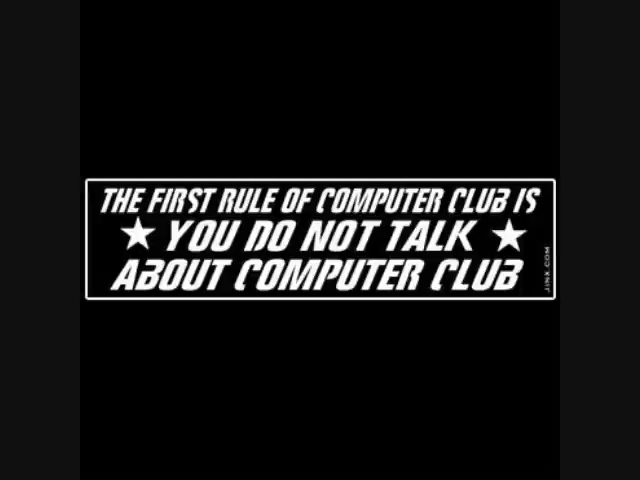 THE FIRST RULE OF COMPUTER CLUB IS
YOU DO NOT TALK
ABOUT COMPUTER CLUB
JINX.COM